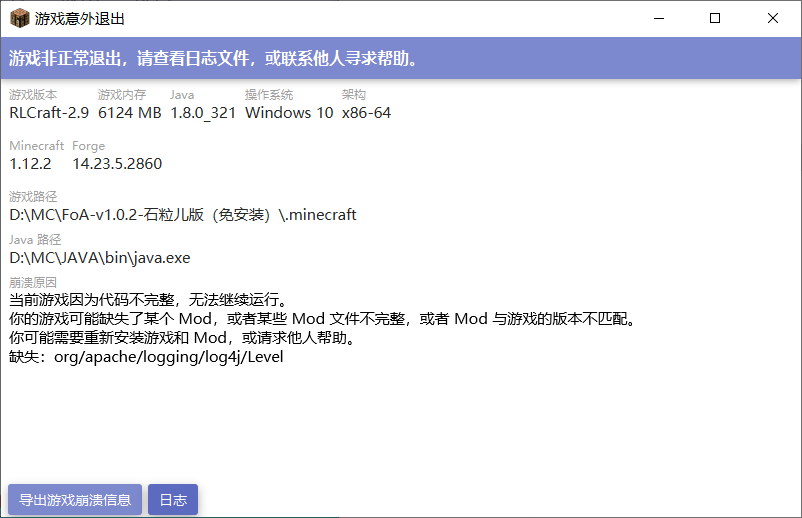 游戏意外退出
游戏非正常退出，请查看日志文件，或联系他人寻求帮助。
游戏版本 游戏内存 Java 操作系统 架构
RLCraft-2.9 6124 MB 1.8.0_321 Windows 10 x86-64
Minecraft Forge
1.12.2 14.23.5.2860
游戏路径
D:\MC\FoA-v1.0.2-石粒儿版（免安装）\.minecraft
Java 路径
D:\MC\JAVA\bin\java.exe
崩溃原因
当前游戏因为代码不完整，无法继续运行。
你的游戏可能缺失了某个 Mod，或者某些 Mod 文件不完整，或者 Mod 与游戏的版本不匹配。
你可能需要重新安装游戏和 Mod，或请求他人帮助。
缺失：org/apache/logging/log4j/Level
导出游戏崩溃信息 日志